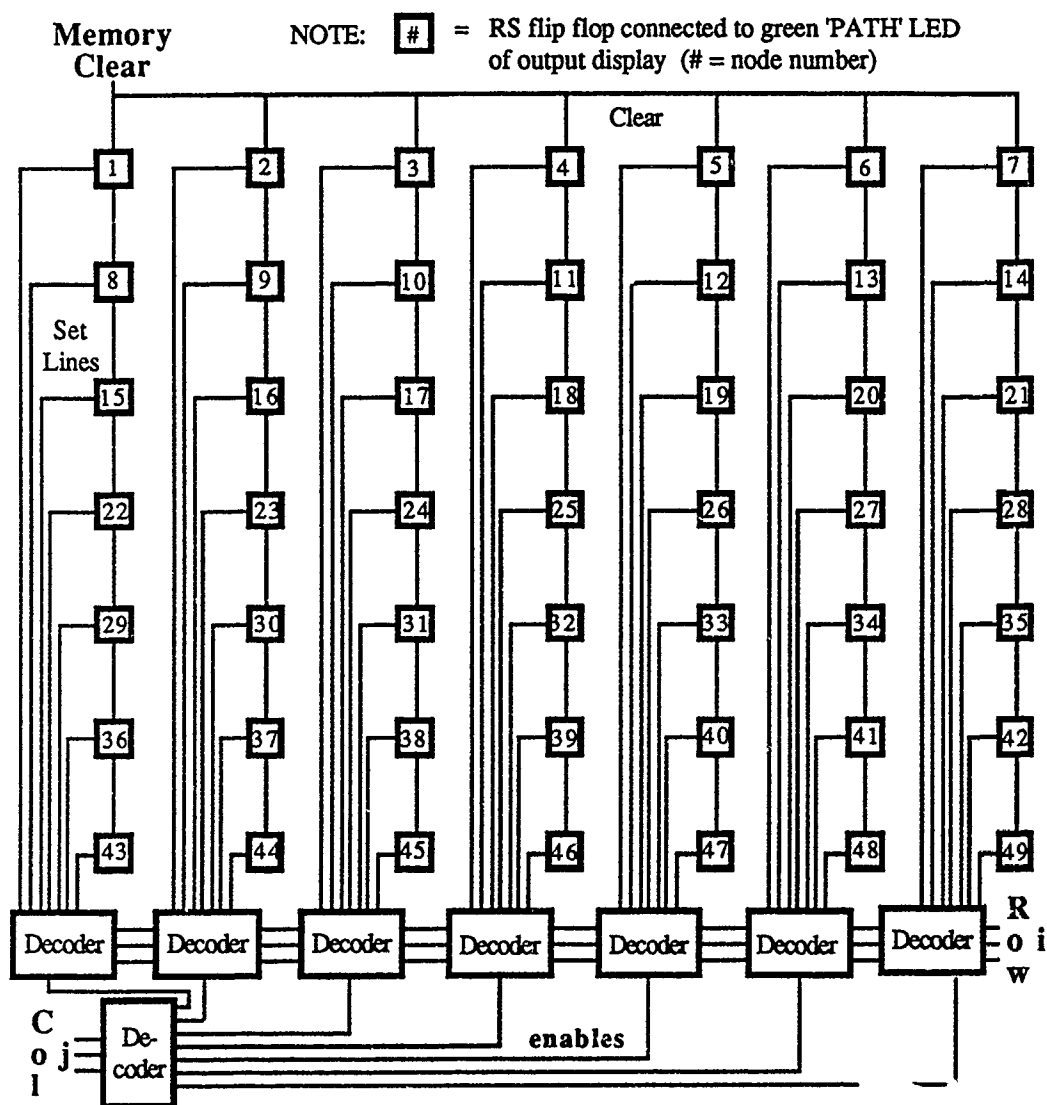 Memory
Clear
NOTE: # = RS flip flop connected to green 'PATH' LED
of output display (# = node number)
Clear
1 2 3 4 5 6 7
8 9 10 11 12 13 14
Set
Lines
15 16 17 18 19 20 21
22 23 24 25 26 27 28
29 30 31 32 33 34 35
36 37 38 39 40 41 42
43 44 45 46 47 48 49
Decoder Decoder Decoder Decoder Decoder Decoder Decoder
Row i
Col j
De-
coder
enables